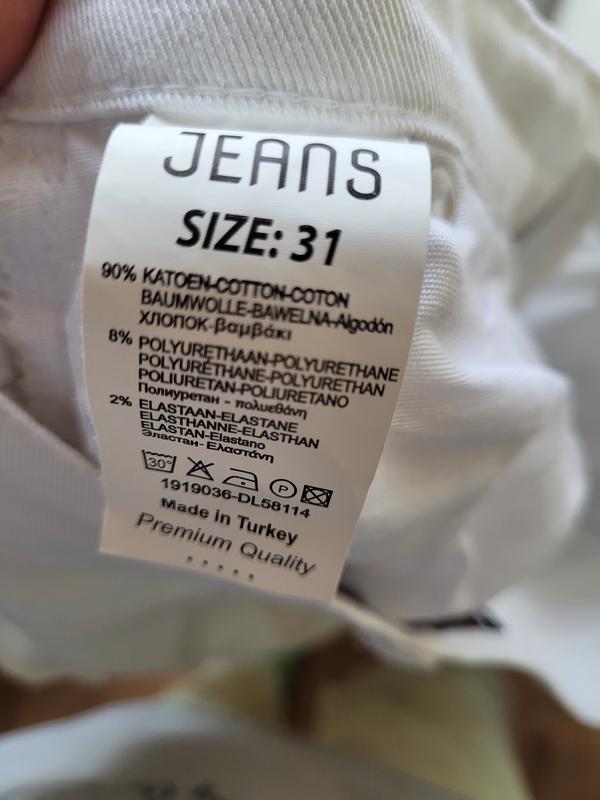 JEANS
SIZE: 31
90% KATOEN-COTTON-COTON
BAUMWOLLE-BAWELNA-Algodón
ХЛОПОК-βαμβάκι
8% POLYURETHAAN-POLYURETHANE
POLYURÉTHANE-POLYURETHAN
POLIURETAN-POLIURETANO
Полиуретан - πολυεθάνη
2% ELASTAAN-ELASTANE
ELASTHANNE-ELASTHAN
ELASTAN-Elastano
Эластан- Ελαστάνη
30° P
1919036-DL58114
Made in Turkey
Premium Quality